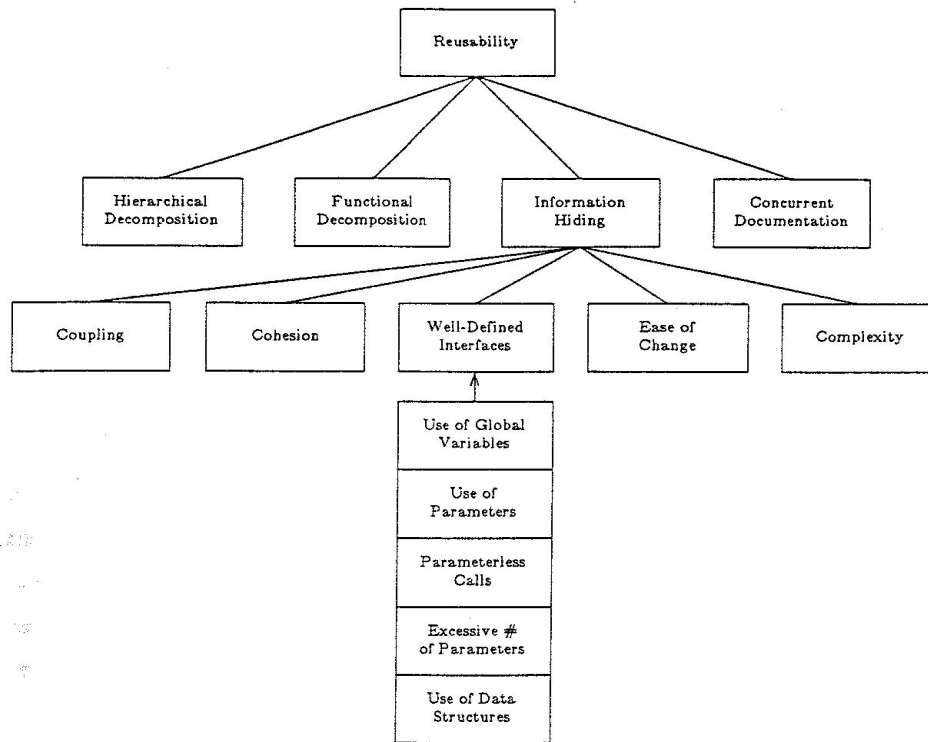 Reusability
Hierarchical
Decomposition
Functional
Decomposition
Information
Hiding
Concurrent
Documentation
Coupling
Cohesion
Well-Defined
Interfaces
Ease of
Change
Complexity
Use of Global
Variables
Use of
Parameters
Parameterless
Calls
Excessive #
of Parameters
Use of Data
Structures